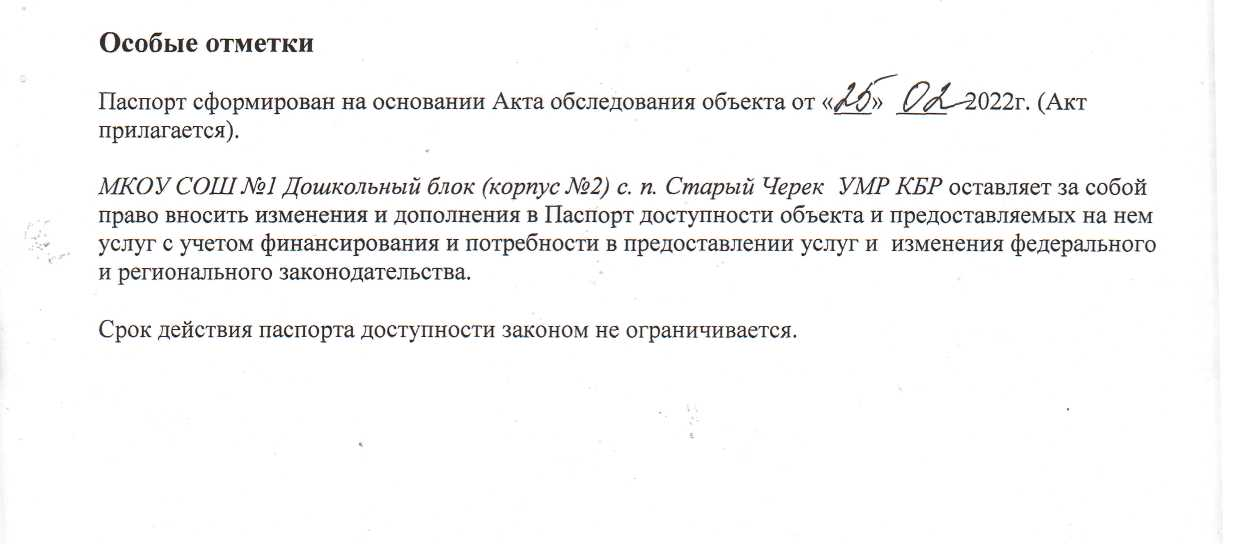 Особые отметки
Паспорт сформирован на основании Акта обследования объекта от «25» 02 2022г. (Акт
прилагается).
МКОУ СОШ №1 Дошкольный блок (корпус №2) с. п. Старый Черек УМР КБР оставляет за собой
право вносить изменения и дополнения в Паспорт доступности объекта и предоставляемых на нем
услуг с учетом финансирования и потребности в предоставлении услуг и изменения федерального
и регионального законодательства.
Срок действия паспорта доступности законом не ограничивается.